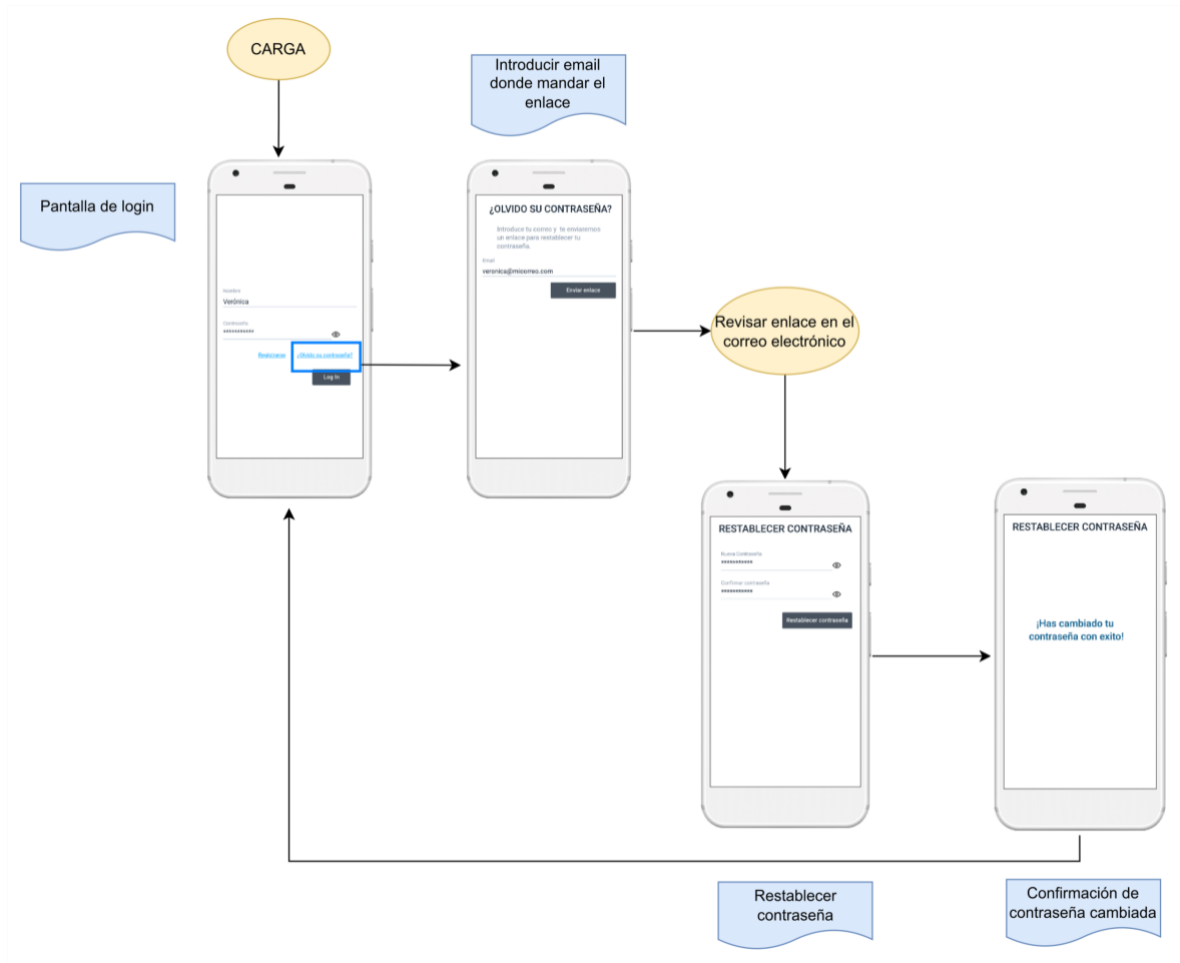 CARGA
Introducir email
donde mandar el
enlace
Pantalla de login
Nombre
Verónica
Contraseña
***********
Registrarse
¿Olvido su contraseña?
Log In
¿OLVIDO SU CONTRASEÑA?
Introduce tu correo y te enviaremos
un enlace para restablecer tu
contraseña.
Email
veronica@micorreo.com
Enviar enlace
Revisar enlace en el
correo electrónico
RESTABLECER CONTRASEÑA
Nueva Contraseña
***********
Confirmar contraseña
***********
Restablecer contraseña
RESTABLECER CONTRASEÑA
¡Has cambiado tu
contraseña con exito!
Restablecer
contraseña
Confirmación de
contraseña cambiada